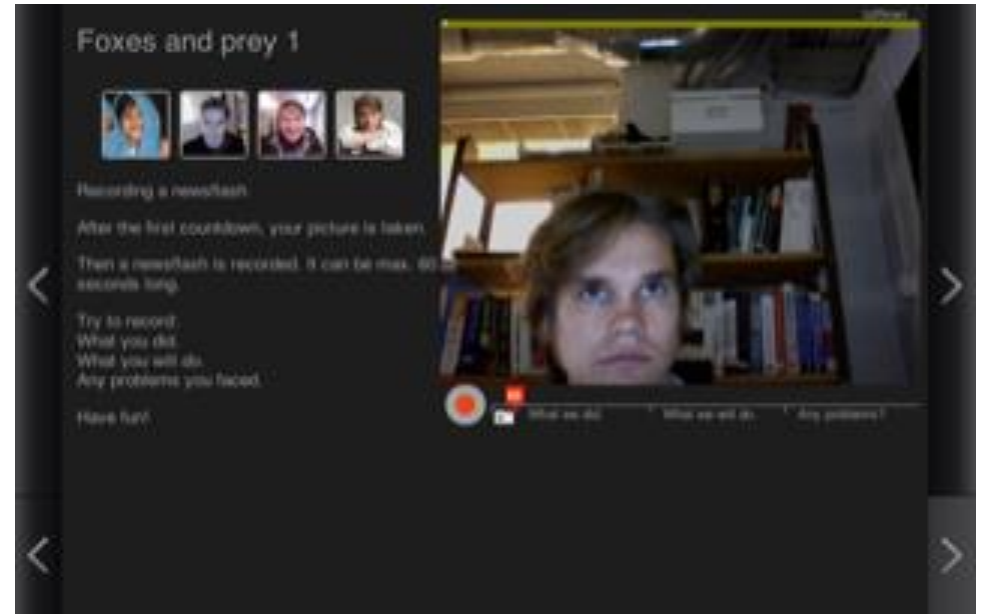 Foxes and prey 1
Recording a newsflash
After the first countdown, your picture is taken.
Then a newsflash is recorded. It can be max. 60
seconds long.
Try to record:
What you did.
What you will do.
Any problems you faced.
Have fun!
What we did.
What we will do.
Any problems?